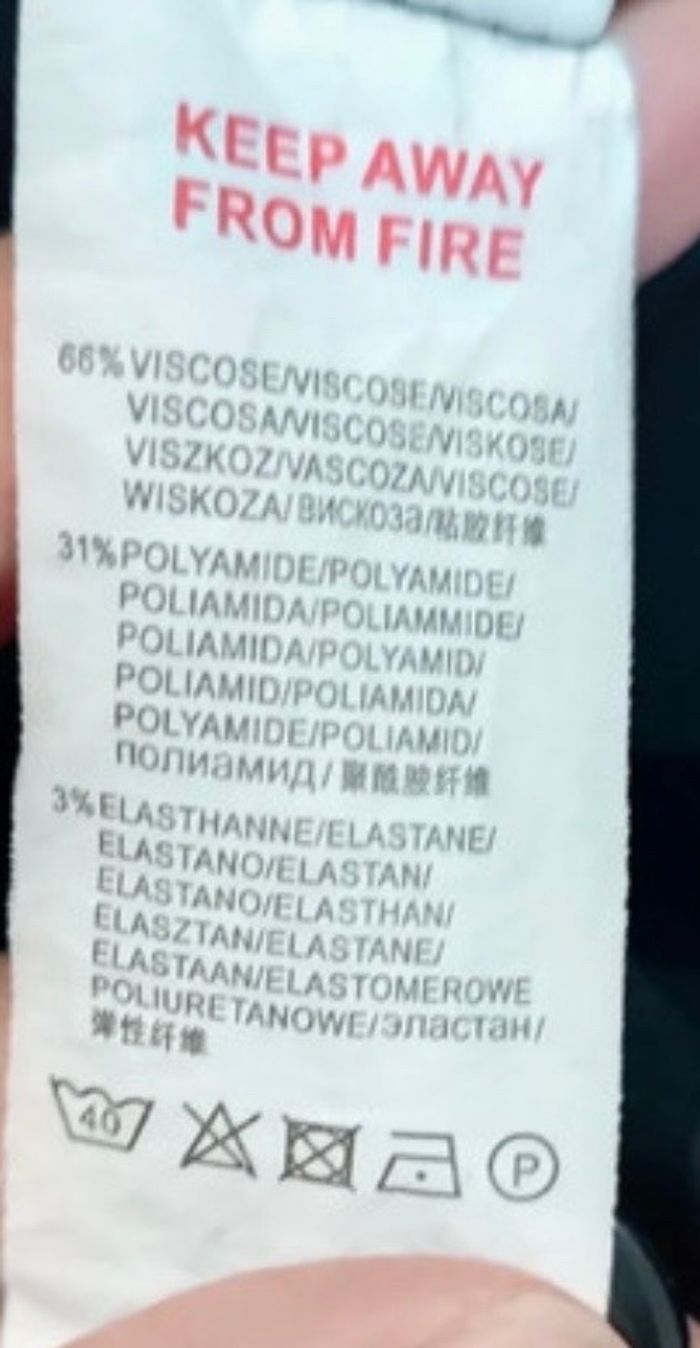 KEEP AWAY
FROM FIRE
66% VISCOSE/VISCOSE/VISCOSA/
VISCOSA/VISCOSE/VISKOSE/
VISZKOZ/VASCOZA/VISCOSE/
WISKOZA/ВИСКОЗа/粘胶纤维
31% POLYAMIDE/POLYAMIDE/
POLIAMIDA/POLIAMMIDE/
POLIAMIDA/POLYAMID/
POLIAMID/POLIAMIDA/
POLYAMIDE/POLIAMID/
полиамид/聚酰胺纤维
3% ELASTHANNE/ELASTANE/
ELASTANO/ELASTAN/
ELASTANO/ELASTHAN/
ELASZTAN/ELASTANE/
ELASTAAN/ELASTOMEROWE
POLIURETANOWE/эластан/
弹性纤维
40 P